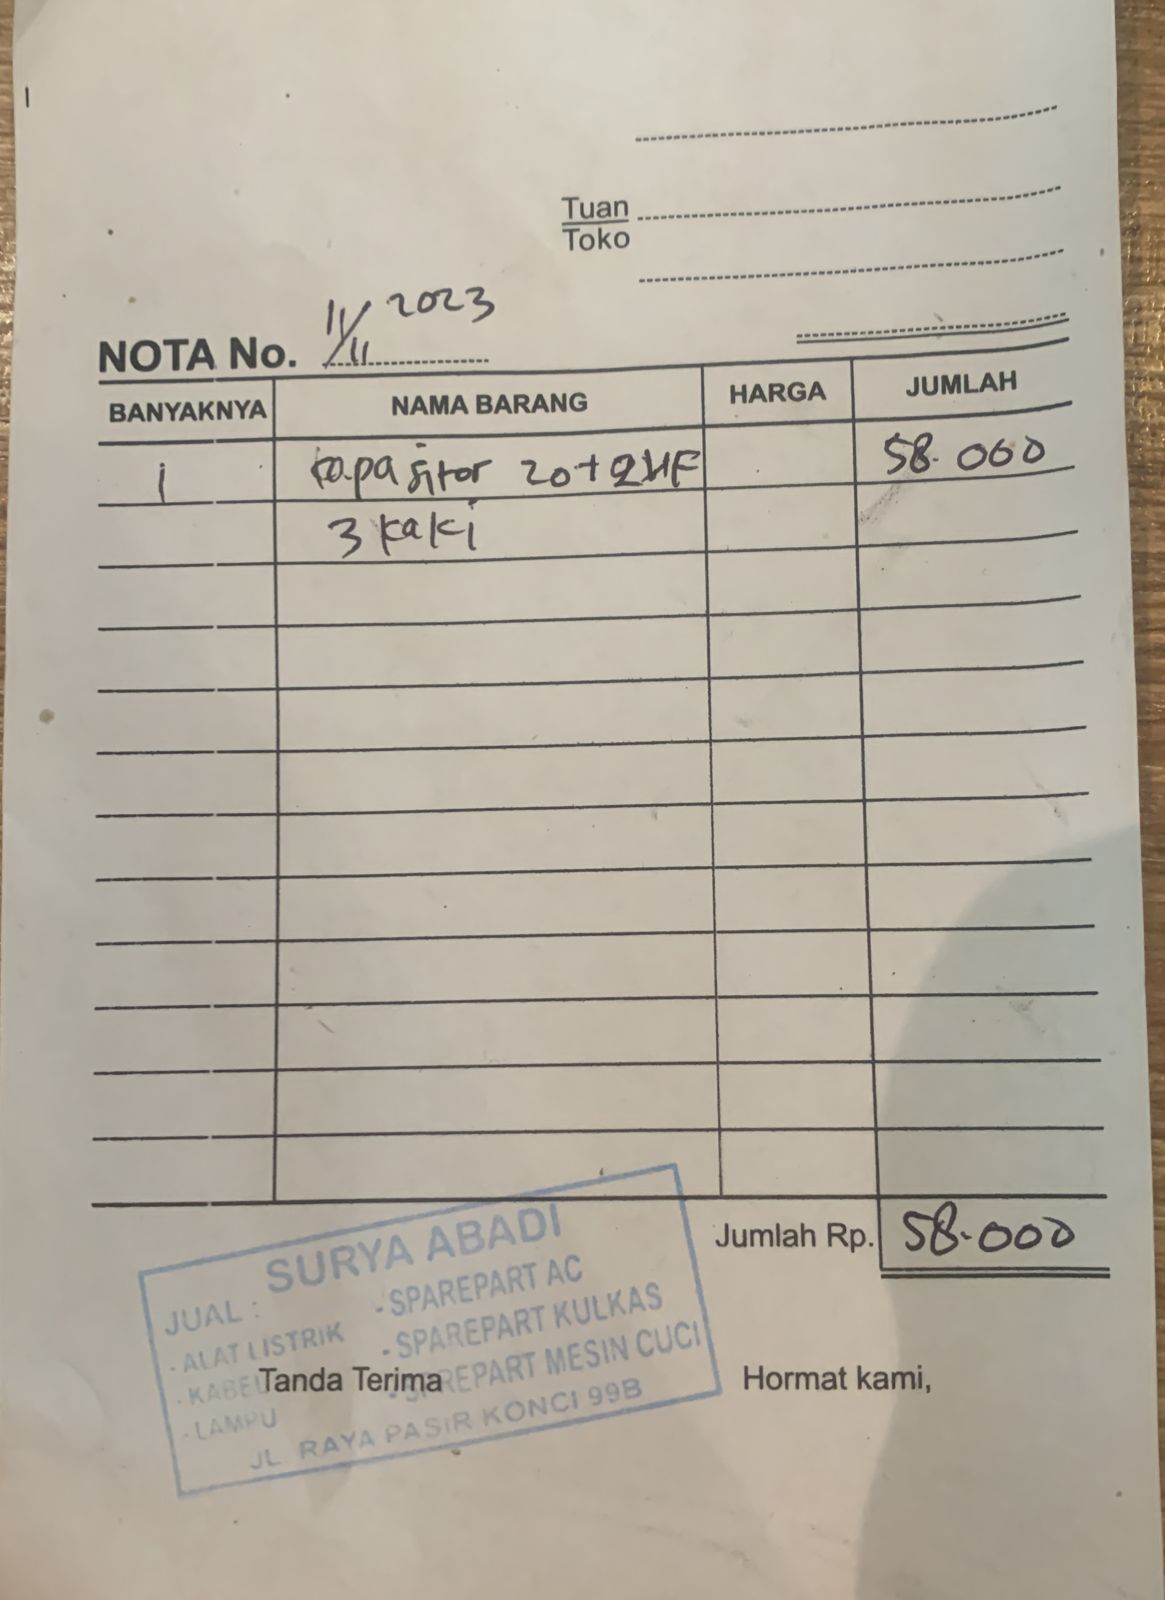 Tuan
Toko
NOTA No. 11/11 2023
BANYAKNYA NAMA BARANG HARGA JUMLAH
1 kapasitor 20+2HF 58.000
3 kaki
Jumlah Rp. 58.000
SURYA ABADI
JUAL :
- SPAREPART AC
- ALAT LISTRIK - SPAREPART KULKAS
- KABEL - SPAREPART MESIN CUCI
- LAMPU
JL RAYA PASIR KONCI 99B
Tanda Terima Hormat kami,